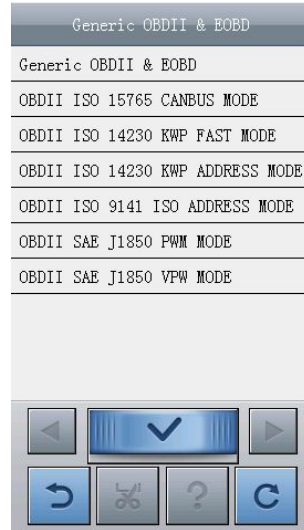 Generic OBDII & EOBD
Generic OBDII & EOBD
OBDII ISO 15765 CANBUS MODE
OBDII ISO 14230 KWP FAST MODE
OBDII ISO 14230 KWP ADDRESS MODE
OBDII ISO 9141 ISO ADDRESS MODE
OBDII SAE J1850 PWM MODE
OBDII SAE J1850 VPW MODE
?